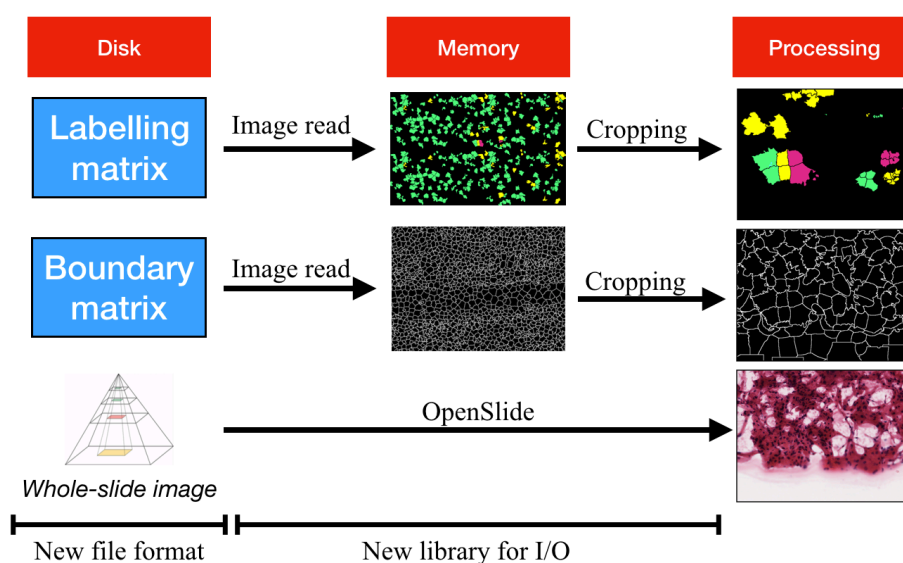 Disk
Memory
Processing
Labelling
matrix
Image read
Cropping
Boundary
matrix
Image read
Cropping
OpenSlide
Whole-slide image
New file format
New library for I/O